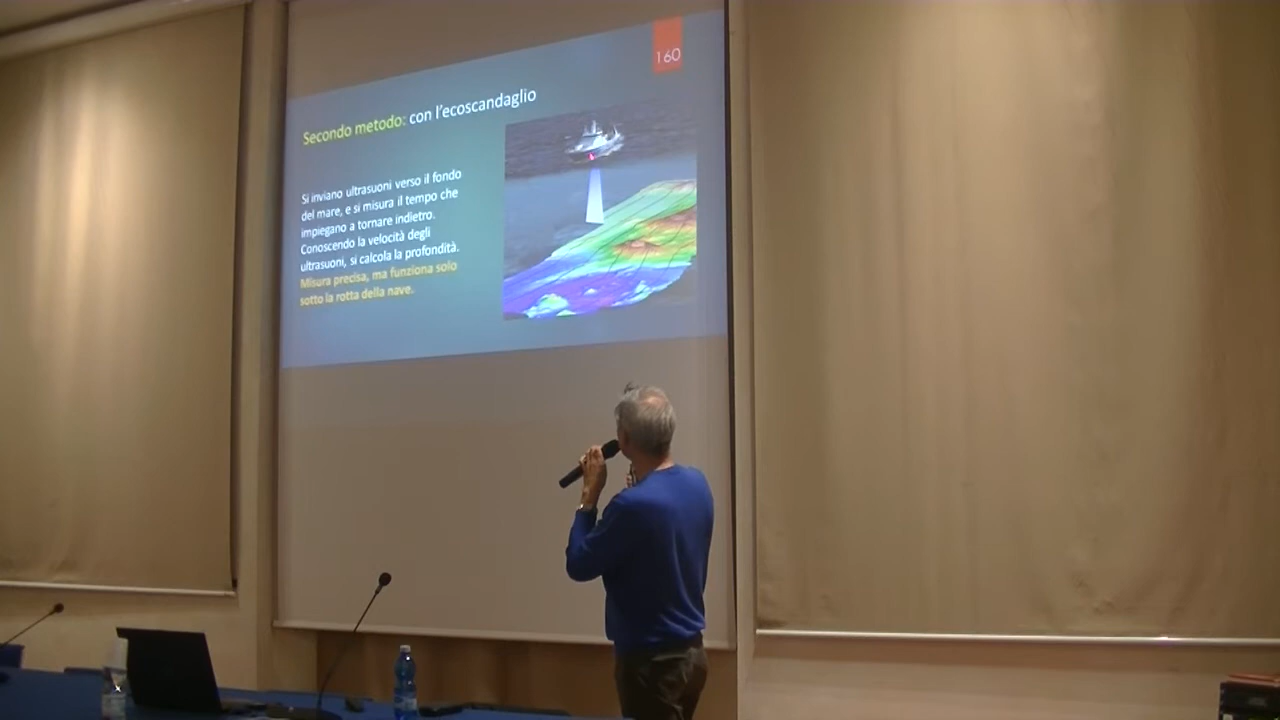 160
Secondo metodo: con l'ecoscandaglio
Si inviano ultrasuoni verso il fondo
del mare, e si misura il tempo che
impiegano a tornare indietro.
Conoscendo la velocità degli
ultrasuoni, si calcola la profondità.
Misura precisa, ma funziona solo
sotto la rotta della nave.